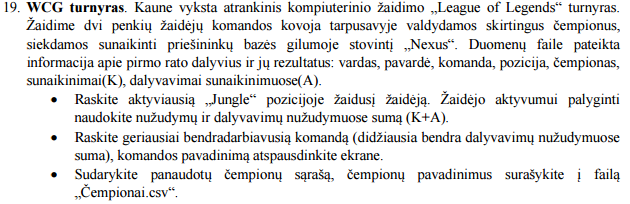 19. WCG turnyras. Kaune vyksta atrankinis kompiuterinio žaidimo „League of Legends“ turnyras.
Žaidime dvi penkių žaidėjų komandos kovoja tarpusavyje valdydamos skirtingus čempionus,
siekdamos sunaikinti priešininkų bazės gilumoje stovintį „Nexus“. Duomenų faile pateikta
informacija apie pirmo rato dalyvius ir jų rezultatus: vardas, pavardė, komanda, pozicija, čempionas,
sunaikinimai(K), dalyvavimai sunaikinimuose(A).
• Raskite aktyviausią „Jungle“ pozicijoje žaidusį žaidėją. Žaidėjo aktyvumui palyginti
naudokite nužudymų ir dalyvavimų nužudymuose sumą (K+A).
• Raskite geriausiai bendradarbiavusią komandą (didžiausia bendra dalyvavimų nužudymuose
suma), komandos pavadinimą atspausdinkite ekrane.
• Sudarykite panaudotų čempionų sąrašą, čempionų pavadinimus surašykite į failą
„Čempionai.csv“.